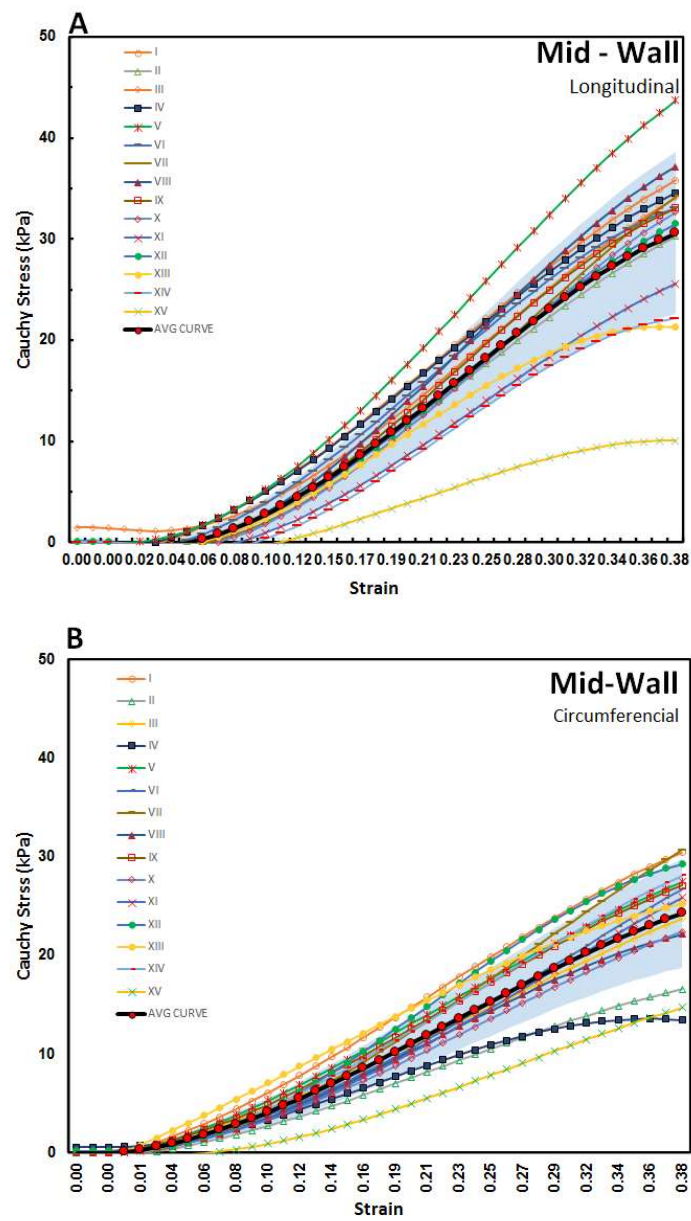 A
Mid - Wall
Longitudinal
50
40
30
20
10
0
Cauchy Stress (kPa)
I
II
III
IV
V
VI
VII
VIII
IX
X
XI
XII
XIII
XIV
XV
AVG CURVE
0.00 0.00 0.00 0.02 0.04 0.06 0.08 0.10 0.12 0.15 0.17 0.19 0.21 0.23 0.25 0.28 0.30 0.32 0.34 0.36 0.38
Strain
B
Mid-Wall
Circumferencial
50
40
30
20
10
0
Cauchy Strss (kPa)
I
II
III
IV
V
VI
VII
VIII
IX
X
XI
XII
XIII
XIV
XV
AVG CURVE
0.00 0.00 0.01 0.04 0.06 0.08 0.10 0.12 0.14 0.16 0.19 0.21 0.23 0.25 0.27 0.29 0.32 0.34 0.36 0.38
Strain